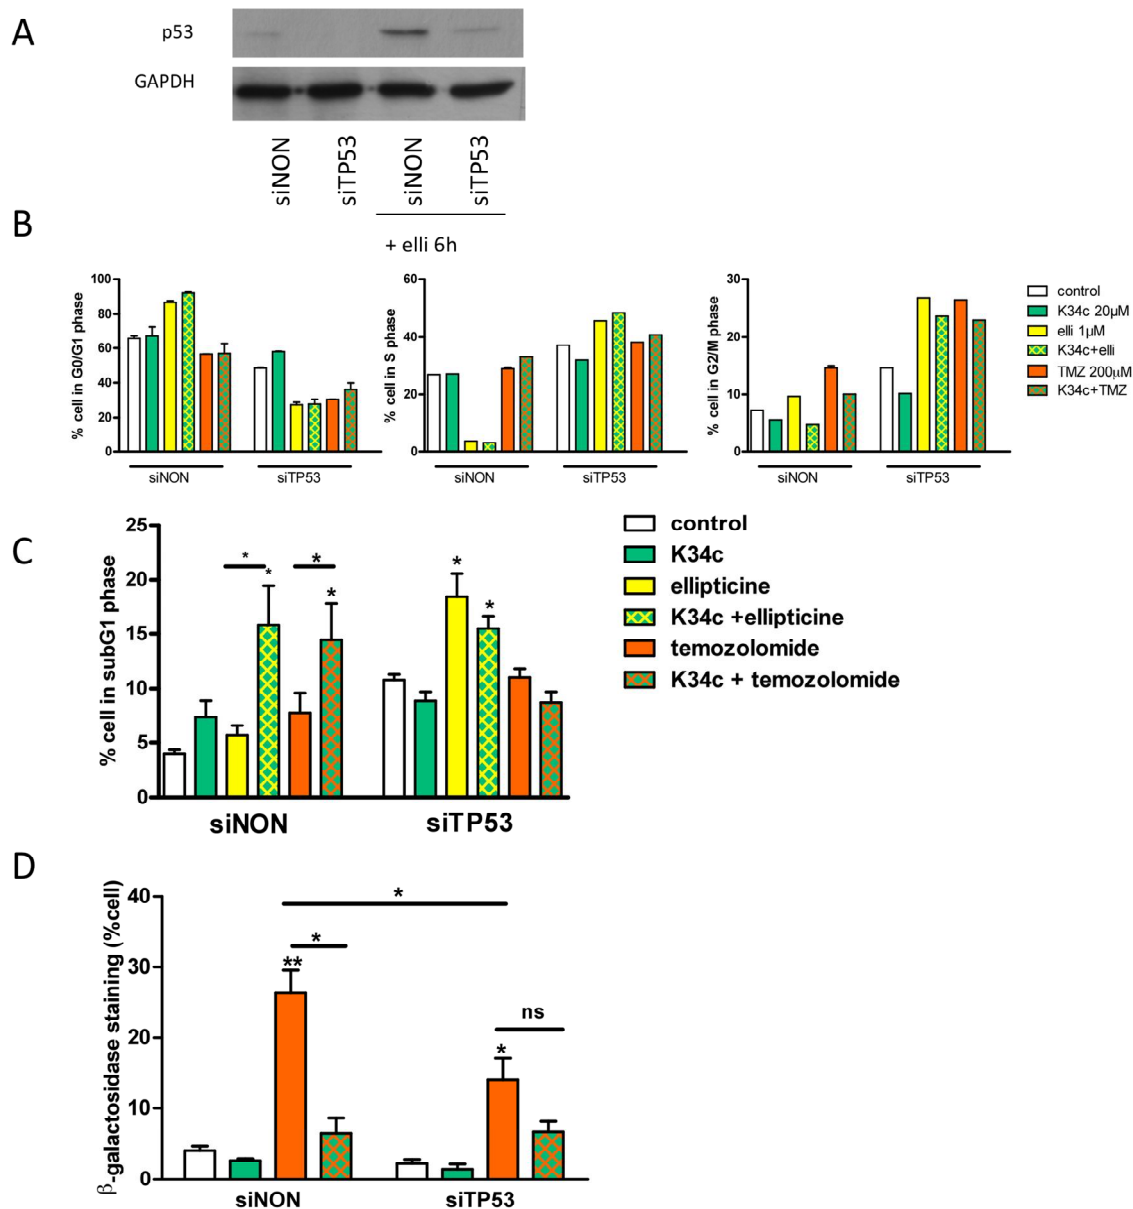 A
p53
GAPDH
siNON
siTP53
siNON
siTP53
+ elli 6h
B
% cell in G0/G1 phase
100
80
60
40
20
0
siNON
siTP53
% cell in S phase
60
40
20
0
siNON
siTP53
% cell in G2/M phase
30
20
10
0
siNON
siTP53
control
K34c 20µM
elli 1µM
K34c+elli
TMZ 200µM
K34c+TMZ
C
% cell in subG1 phase
25
20
15
10
5
0
*
*
*
*
*
*
siNON
siTP53
control
K34c
ellipticine
K34c +ellipticine
temozolomide
K34c + temozolomide
D
β-galactosidase staining (%cell)
40
30
20
10
0
*
*
**
ns
*
siNON
siTP53